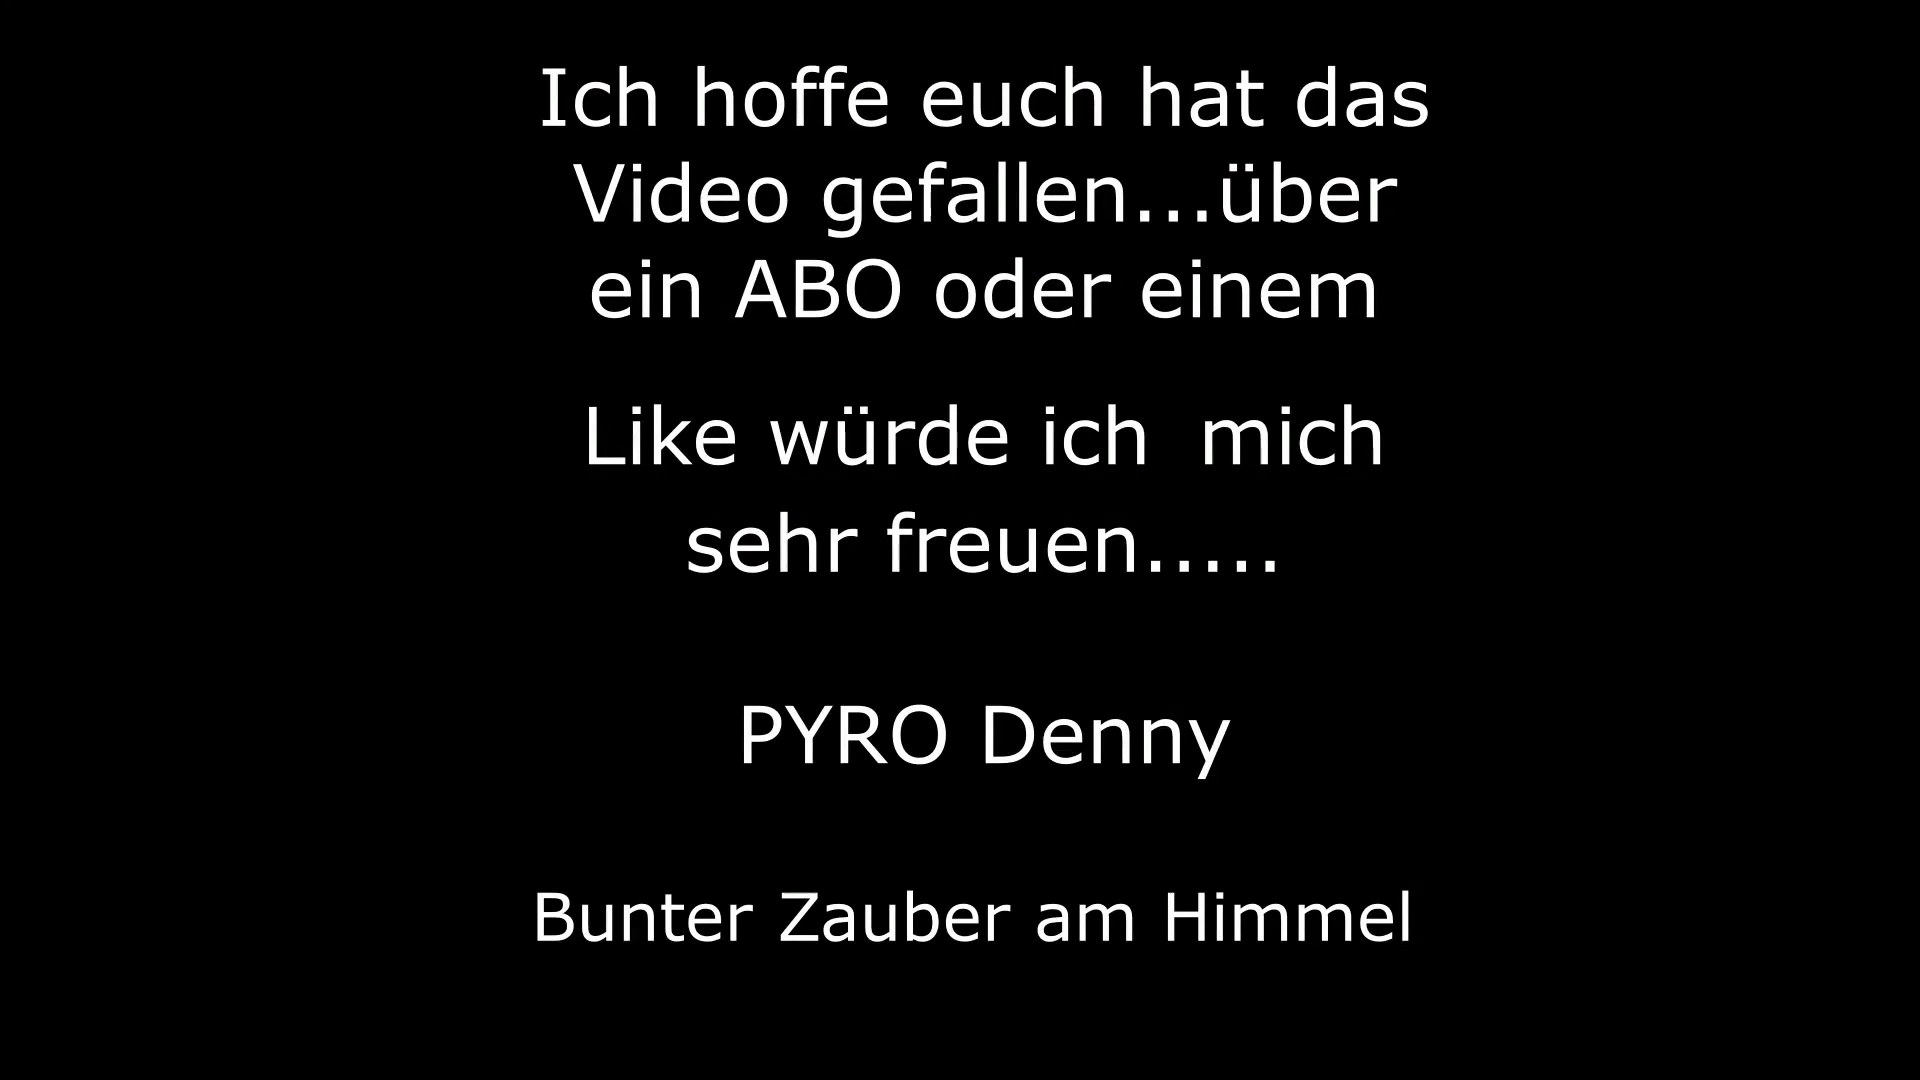 Ich hoffe euch hat das
Video gefallen...über
ein ABO oder einem
Like würde ich  mich
sehr freuen.....
PYRO Denny
Bunter Zauber am Himmel